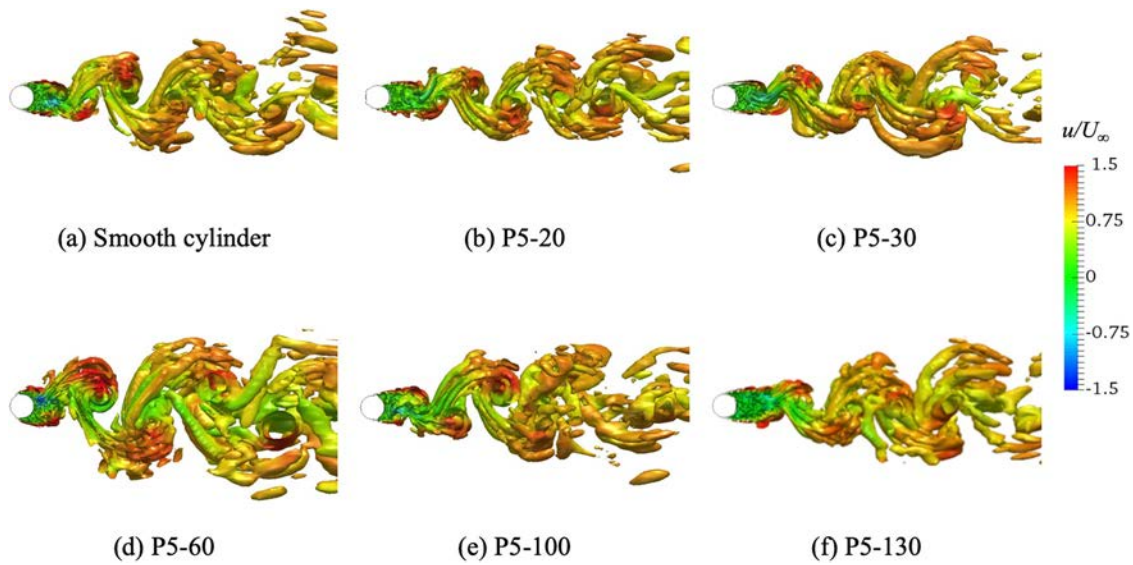 (a) Smooth cylinder
(b) P5-20
(c) P5-30
u/U∞
1.5
0.75
0
-0.75
-1.5
(d) P5-60
(e) P5-100
(f) P5-130